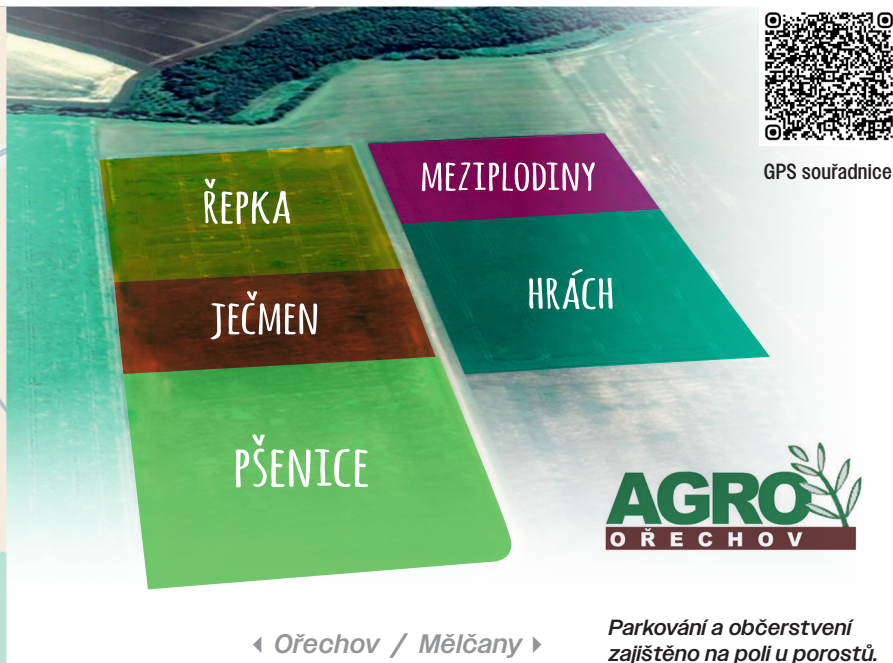 GPS souřadnice
ŘEPKA
MEZIPLODINY
JEČMEN
HRÁCH
PŠENICE
AGRO
OŘECHOV
Ořechov / Mělčany
Parkování a občerstvení
zajištěno na poli u porostů.